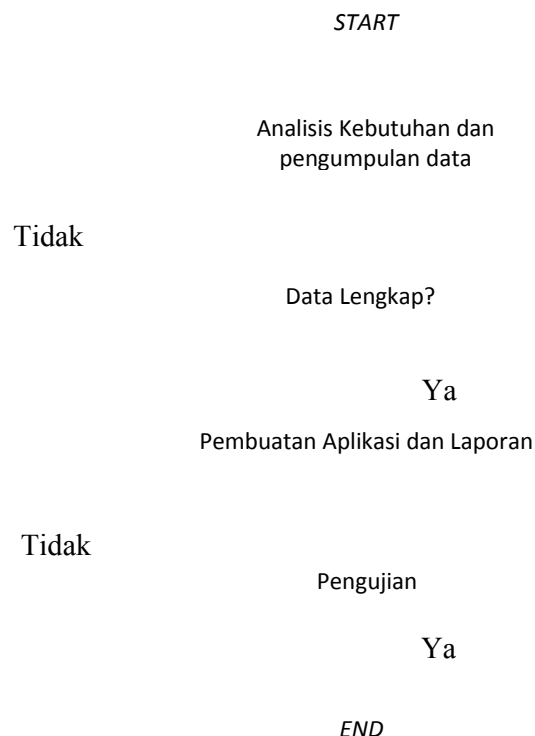 START
Analisis Kebutuhan dan
pengumpulan data
Tidak
Data Lengkap?
Ya
Pembuatan Aplikasi dan Laporan
Tidak
Pengujian
Ya
END